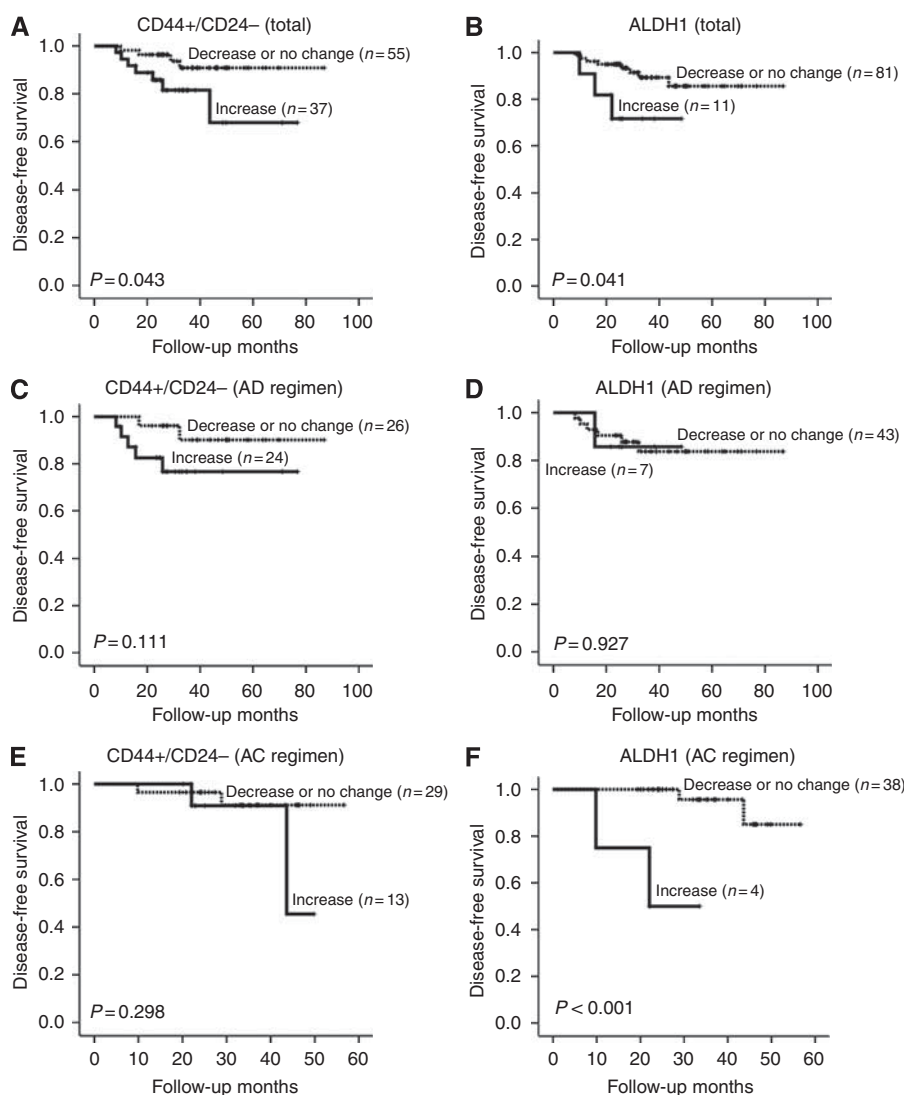 A
CD44+/CD24– (total)
Disease-free survival
1.0
0.8
0.6
0.4
0.2
0.0
Decrease or no change (n=55)
Increase (n=37)
P=0.043
0 20 40 60 80 100
Follow-up months
B
ALDH1 (total)
Disease-free survival
1.0
0.8
0.6
0.4
0.2
0.0
Decrease or no change (n=81)
Increase (n=11)
P=0.041
0 20 40 60 80 100
Follow-up months
C
CD44+/CD24– (AD regimen)
Disease-free survival
1.0
0.8
0.6
0.4
0.2
0.0
Decrease or no change (n=26)
Increase (n=24)
P=0.111
0 20 40 60 80 100
Follow-up months
D
ALDH1 (AD regimen)
Disease-free survival
1.0
0.8
0.6
0.4
0.2
0.0
Decrease or no change (n=43)
Increase (n=7)
P=0.927
0 20 40 60 80 100
Follow-up months
E
CD44+/CD24– (AC regimen)
Disease-free survival
1.0
0.8
0.6
0.4
0.2
0.0
Decrease or no change (n=29)
Increase (n=13)
P=0.298
0 10 20 30 40 50 60
Follow-up months
F
ALDH1 (AC regimen)
Disease-free survival
1.0
0.8
0.6
0.4
0.2
0.0
Decrease or no change (n=38)
Increase (n=4)
P<0.001
0 10 20 30 40 50 60
Follow-up months